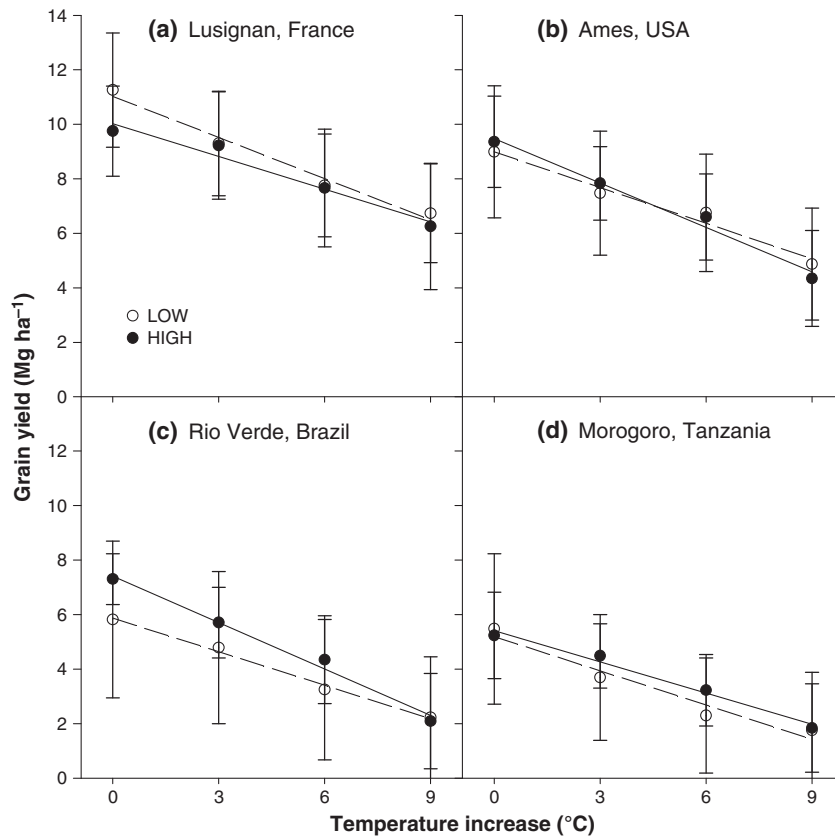 (a) Lusignan, France
(b) Ames, USA
14
12
10
8
6
4
2
0
LOW
HIGH
Grain yield (Mg ha⁻¹)
(c) Rio Verde, Brazil
(d) Morogoro, Tanzania
12
10
8
6
4
2
0
0 3 6 9 0 3 6 9
Temperature increase (°C)